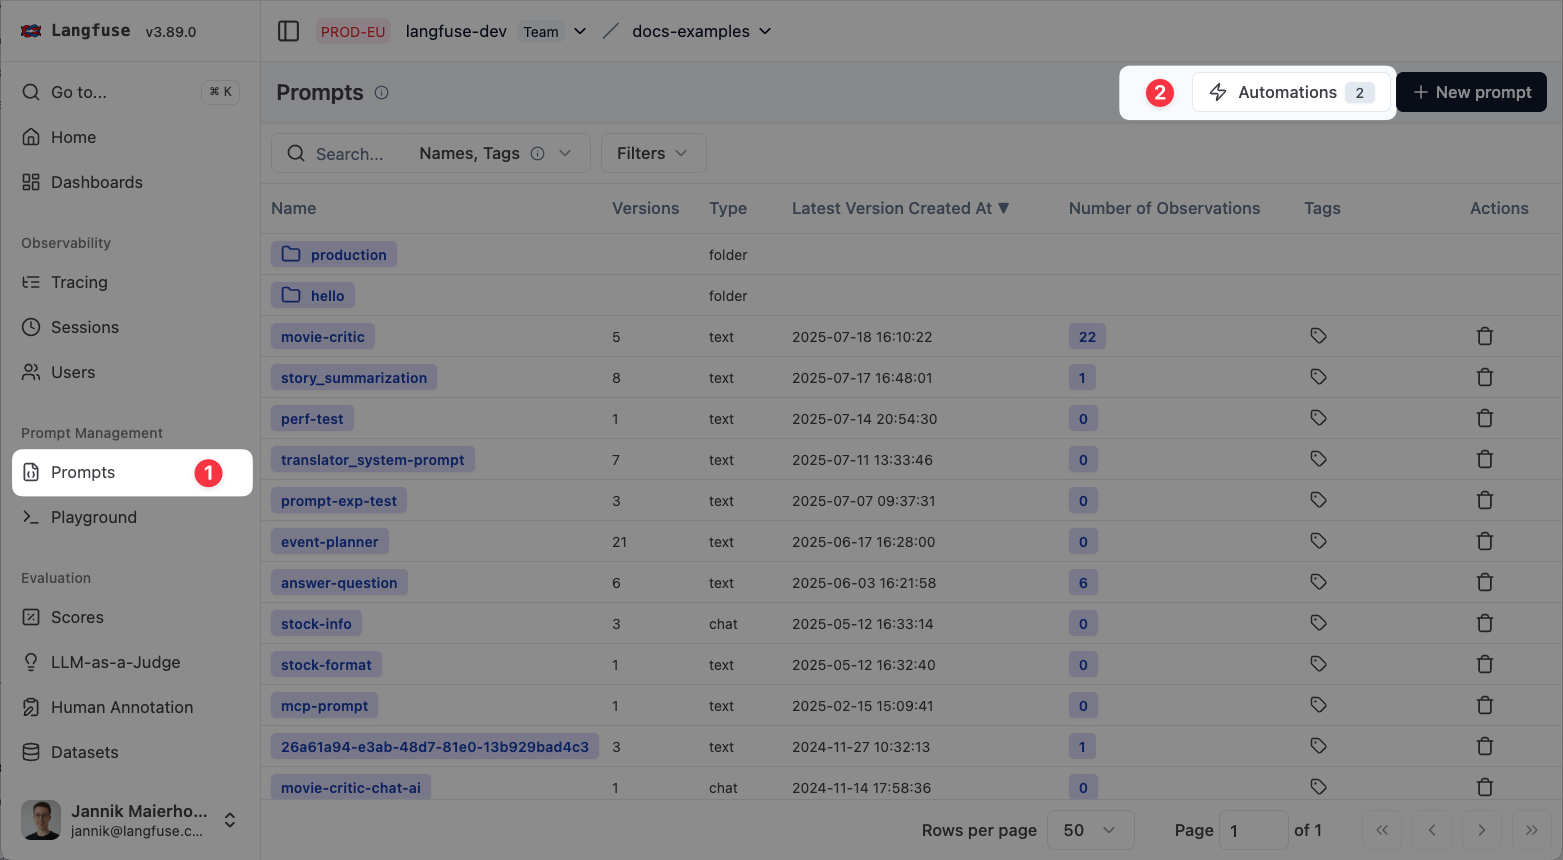 Langfuse v3.89.0
PROD-EU langfuse-dev Team docs-examples
Go to... ⌘ K
Home
Dashboards
Observability
Tracing
Sessions
Users
Prompt Management
Prompts 1
Playground
Evaluation
Scores
LLM-as-a-Judge
Human Annotation
Datasets
Jannik Maierho...
jannik@langfuse.c...
Prompts 2 Automations 2 + New prompt
Search... Names, Tags Filters
Name Versions Type Latest Version Created At ▼ Number of Observations Tags Actions
production folder
hello folder
movie-critic 5 text 2025-07-18 16:10:22 22
story_summarization 8 text 2025-07-17 16:48:01 1
perf-test 1 text 2025-07-14 20:54:30 0
translator_system-prompt 7 text 2025-07-11 13:33:46 0
prompt-exp-test 3 text 2025-07-07 09:37:31 0
event-planner 21 text 2025-06-17 16:28:00 0
answer-question 6 text 2025-06-03 16:21:58 6
stock-info 3 chat 2025-05-12 16:33:14 0
stock-format 1 text 2025-05-12 16:32:40 0
mcp-prompt 1 text 2025-02-15 15:09:41 0
26a61a94-e3ab-48d7-81e0-13b929bad4c3 3 text 2024-11-27 10:32:13 1
movie-critic-chat-ai 1 chat 2024-11-14 17:58:36 0
Rows per page 50 Page 1 of 1